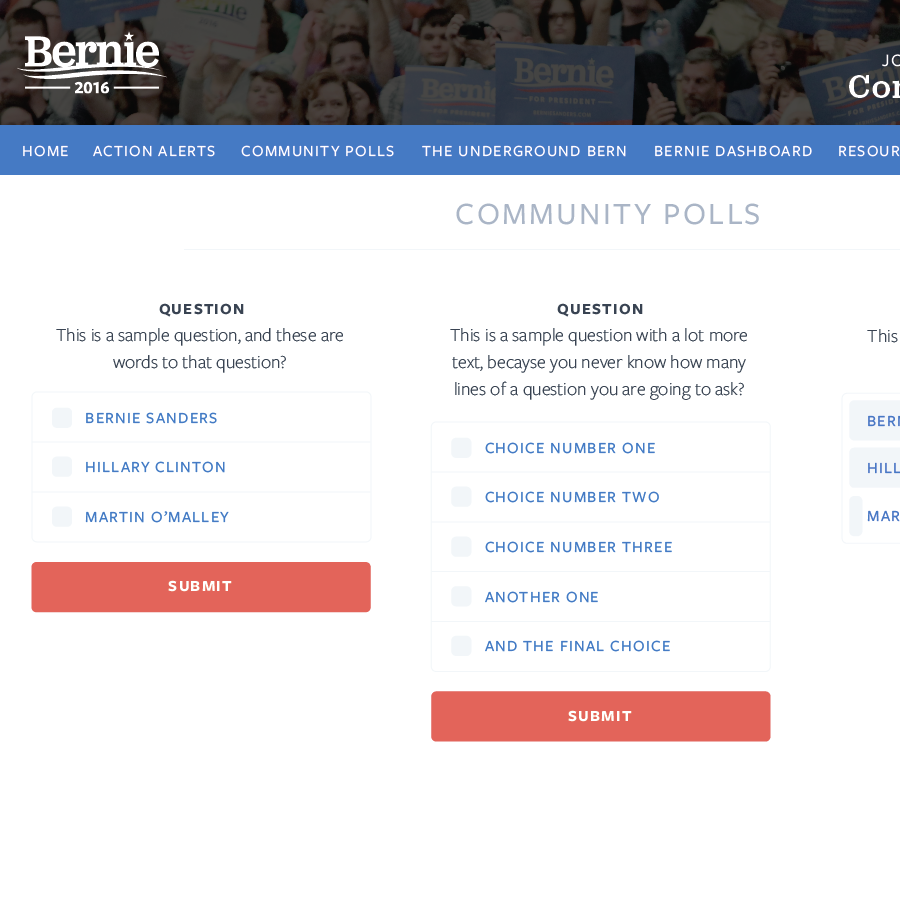 Bernie
2016
Bernie
FOR PRESIDENT
Bernie
FOR PRESIDENT
JO
Cor
HOME
ACTION ALERTS
COMMUNITY POLLS
THE UNDERGROUND BERN
BERNIE DASHBOARD
RESOUR
COMMUNITY POLLS
QUESTION
This is a sample question, and these are
words to that question?
BERNIE SANDERS
HILLARY CLINTON
MARTIN O’MALLEY
SUBMIT
QUESTION
This is a sample question with a lot more
text, becayse you never know how many
lines of a question you are going to ask?
CHOICE NUMBER ONE
CHOICE NUMBER TWO
CHOICE NUMBER THREE
ANOTHER ONE
AND THE FINAL CHOICE
SUBMIT
This
BERN
HILL
MAR